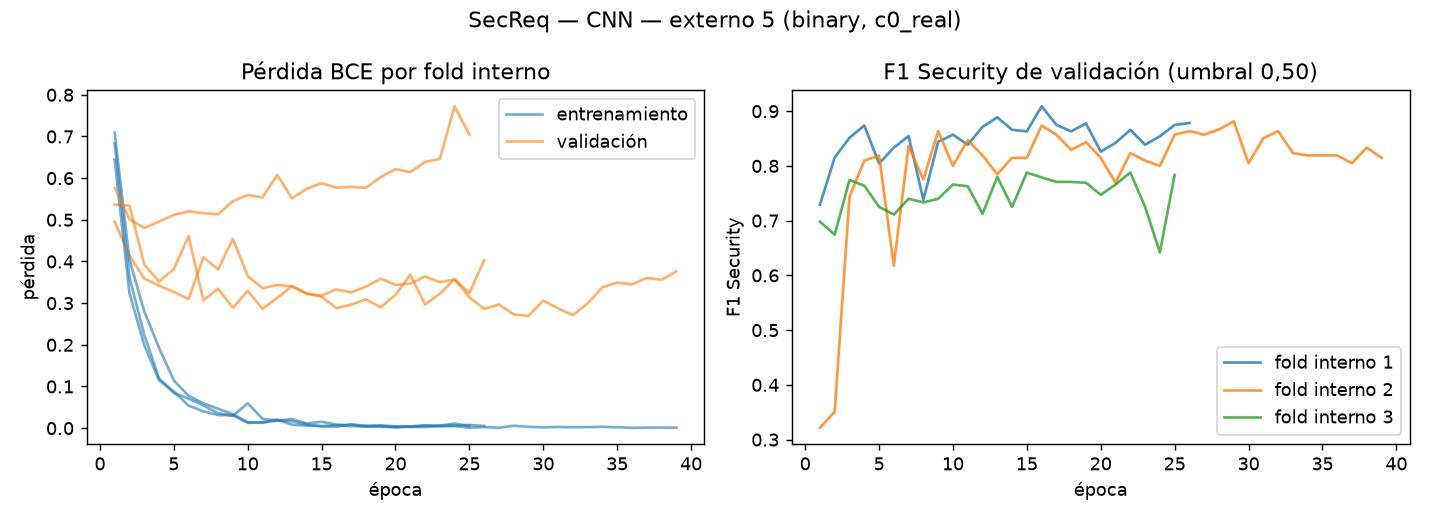 SecReq — CNN — externo 5 (binary, c0_real)
Pérdida BCE por fold interno
pérdida
0.8
0.7
0.6
0.5
0.4
0.3
0.2
0.1
0.0
entrenamiento
validación
0 5 10 15 20 25 30 35 40
época
F1 Security de validación (umbral 0,50)
F1 Security
0.9
0.8
0.7
0.6
0.5
0.4
0.3
fold interno 1
fold interno 2
fold interno 3
0 5 10 15 20 25 30 35 40
época